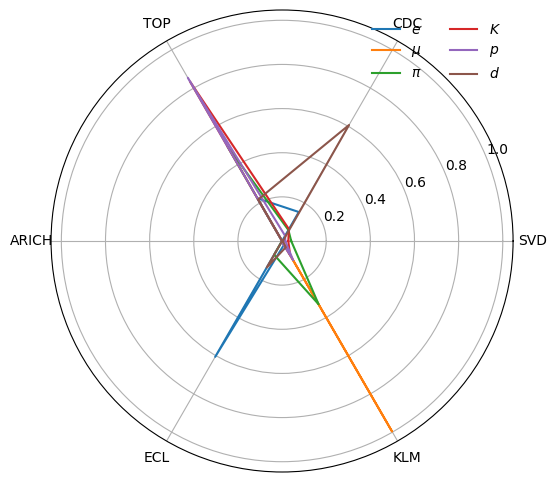 TOP
CDC
e K
μ p
π d
1.0
0.8
0.6
0.4
0.2
ARICH
SVD
ECL
KLM